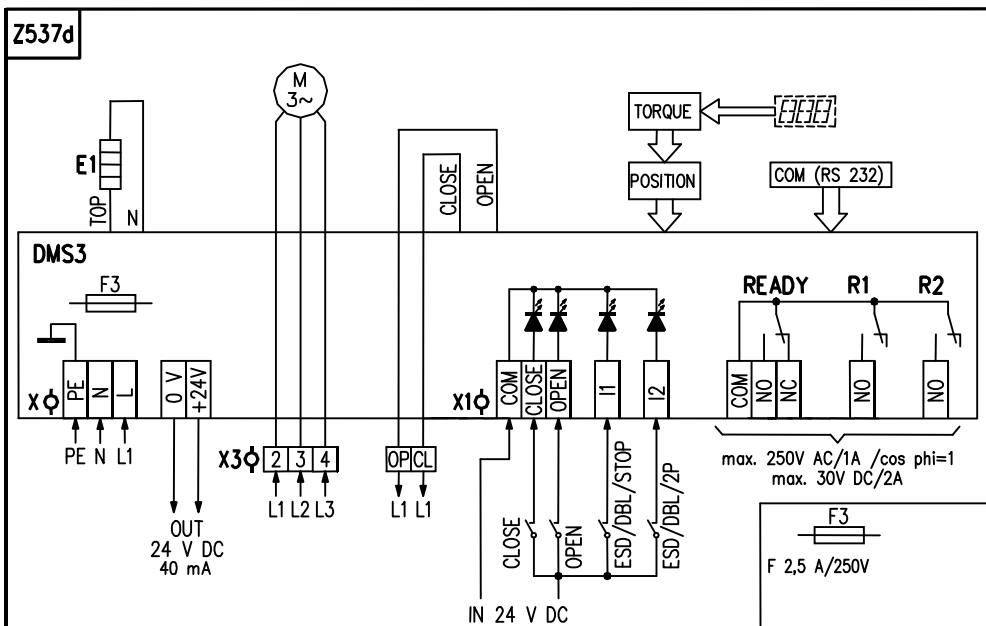 Z537d
M
3~
TORQUE
POSITION
COM (RS 232)
E1
TOP
N
CLOSE
OPEN
DMS3
F3
READY
R1
R2
X
PE
N
L
0 V
+24V
X1
COM
CLOSE
OPEN
I1
I2
COM
NO
NC
NO
NO
PE N L1
X3
2 3 4
OP CL
L1 L2 L3
L1 L1
OUT
24 V DC
40 mA
CLOSE
OPEN
ESD/DBL/STOP
ESD/DBL/2P
IN 24 V DC
max. 250V AC/1A /cos phi=1
max. 30V DC/2A
F3
F 2,5 A/250V